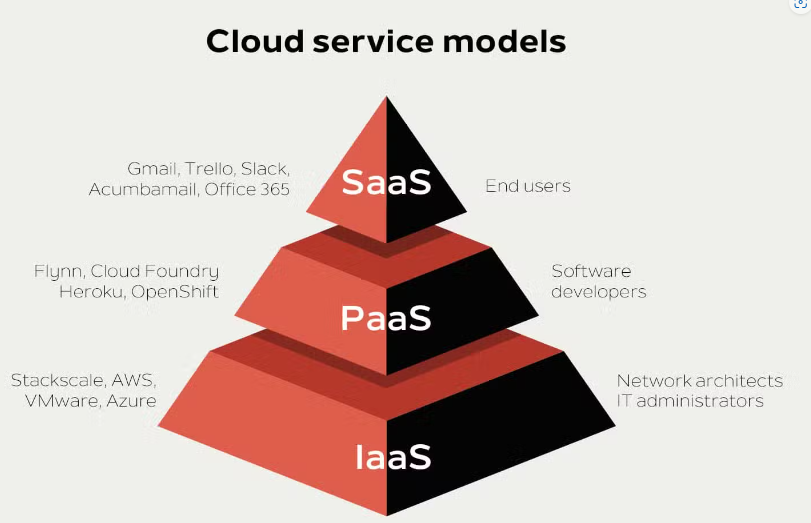 Cloud service models
Gmail, Trello, Slack,
Acumbamail, Office 365
SaaS
End users
Flynn, Cloud Foundry
Heroku, OpenShift
PaaS
Software
developers
Stackscale, AWS,
VMware, Azure
IaaS
Network architects
IT administrators